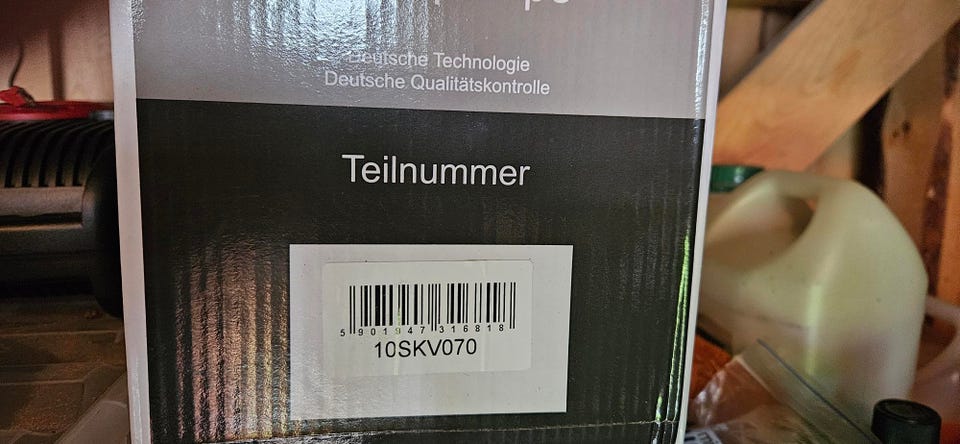 Deutsche Technologie
Deutsche Qualitätskontrolle
Teilnummer
5 901947 316818
10SKV070